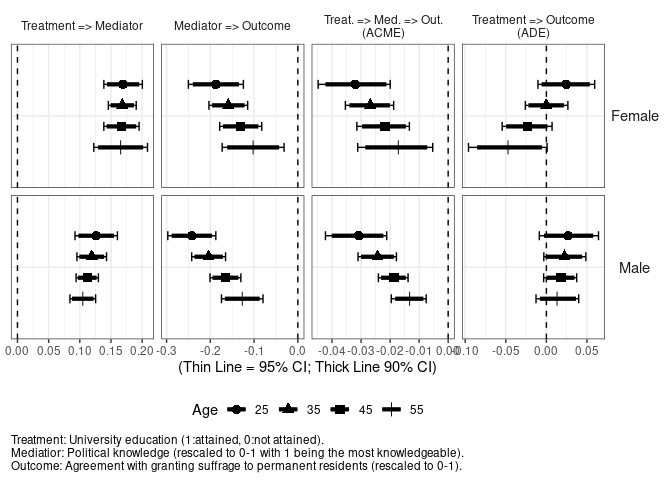 Treatment => Mediator
Mediator => Outcome
Treat. => Med. => Out.
(ACME)
Treatment => Outcome
(ADE)
Female
Male
0.00 0.05 0.10 0.15 0.20
-0.3 -0.2 -0.1 0.0
-0.04 -0.03 -0.02 -0.01 0.00
-0.10 -0.05 0.00 0.05
(Thin Line = 95% CI; Thick Line 90% CI)
Age 25 35 45 55
Treatment: University education (1:attained, 0:not attained).
Mediatior: Political knowledge (rescaled to 0-1 with 1 being the most knowledgeable).
Outcome: Agreement with granting suffrage to permanent residents (rescaled to 0-1).